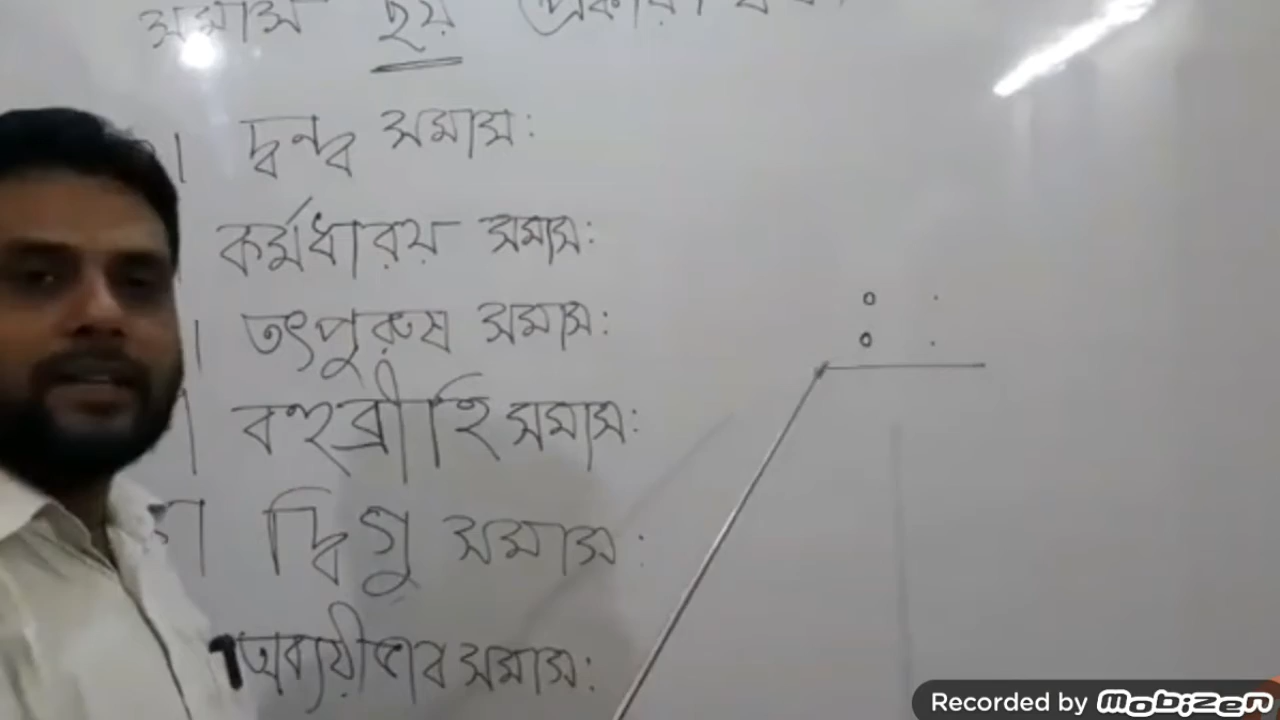 সমাস ছয় প্রকার।
। দ্বন্দ্ব সমাস:
কর্মধারয় সমাস:
। তৎপুরুষ সমাস:
। বহুব্রীহি সমাস:
। দ্বিগু সমাস:
অব্যয়ীভাব সমাস:
Recorded by MOBIZEN